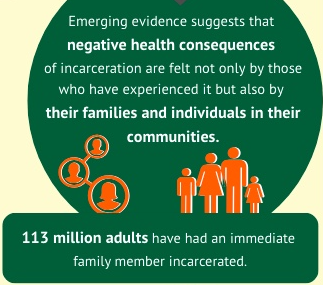 Emerging evidence suggests that
negative health consequences
of incarceration are felt not only by those
who have experienced it but also by
their families and individuals in their
communities.
113 million adults have had an immediate
family member incarcerated.